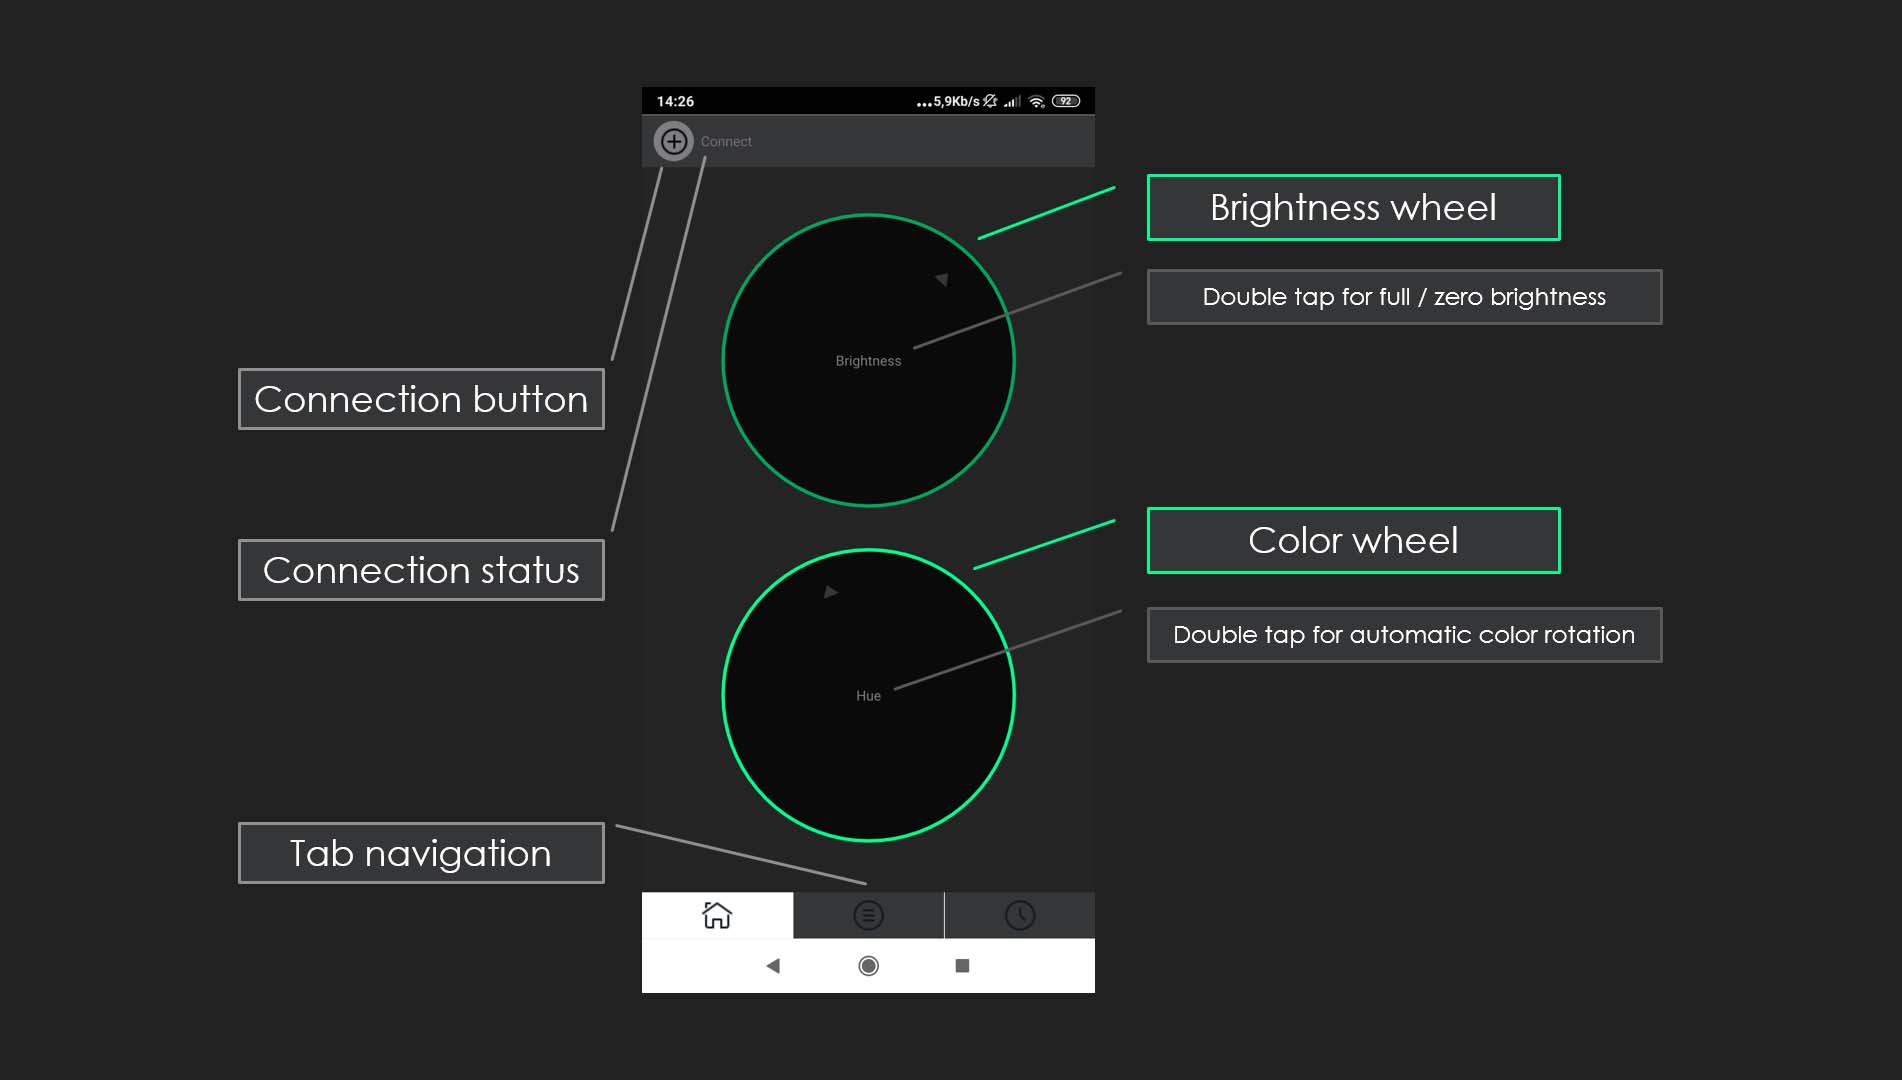 14:26
...5,9Kb/s
92
Connect
Brightness wheel
Double tap for full / zero brightness
Brightness
Connection button
Color wheel
Connection status
Double tap for automatic color rotation
Hue
Tab navigation